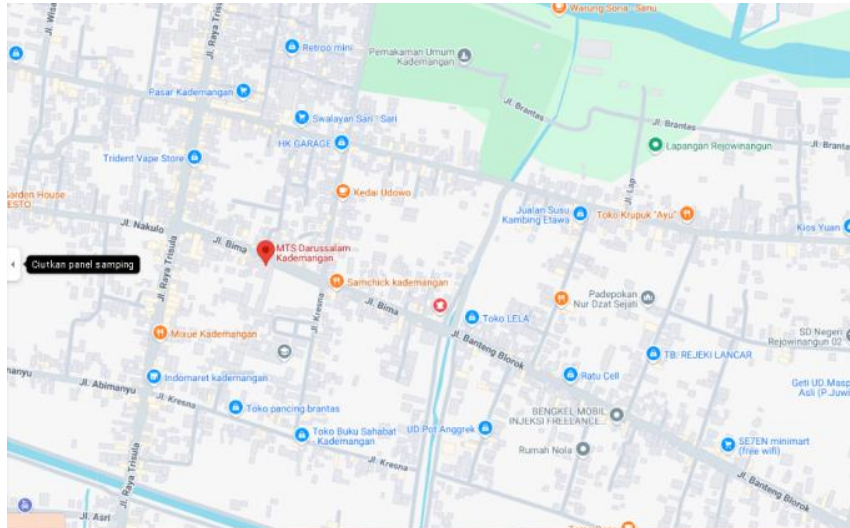 Warung Soria - Sanu
Jl. Raya Trisula
Retroo mini
Pemakaman Umum
Kademangan
Pasar Kademangan
Jl. Brantas
Jl. Brantas
Swalayan Sari - Sari
HK GARAGE
Lapangan Rejowinangun
Trident Vape Store
Jl. Lap
Garden House
ESTO
Kedai Udowo
Jualan Susu
Kambing Etawa
Toko Krupuk "Ayu"
Kios Yuan
Jl. Nakulo
Jl. Bima
MTS Darussalam
Kademangan
Ciutkan panel samping
Jl. Raya Trisula
Samchick kademangan
Padepokan
Nur Dzat Sejati
Jl. Kresna
Jl. Bima
Toko LELA
Mixue Kademangan
Jl. Banteng Blorok
SD Negeri
Rejowinangun 02
TB. REJEKI LANCAR
Indomaret kademangan
Ratu Cell
Jl. Abimanyu
Jl. Kresna
Geti UD.Masp
Asli (P.Juwi
Toko pancing brantas
BENGKEL MOBIL
INJEKSI FREELANCE...
Toko Buku Sahabat
Kademangan
UD.Pot Anggrek
Rumah Nola
SE7EN minimart
(free wifi)
Jl. Kresna
Jl. Raya Trisula
Jl. Banteng Blorok
Jl. Asri